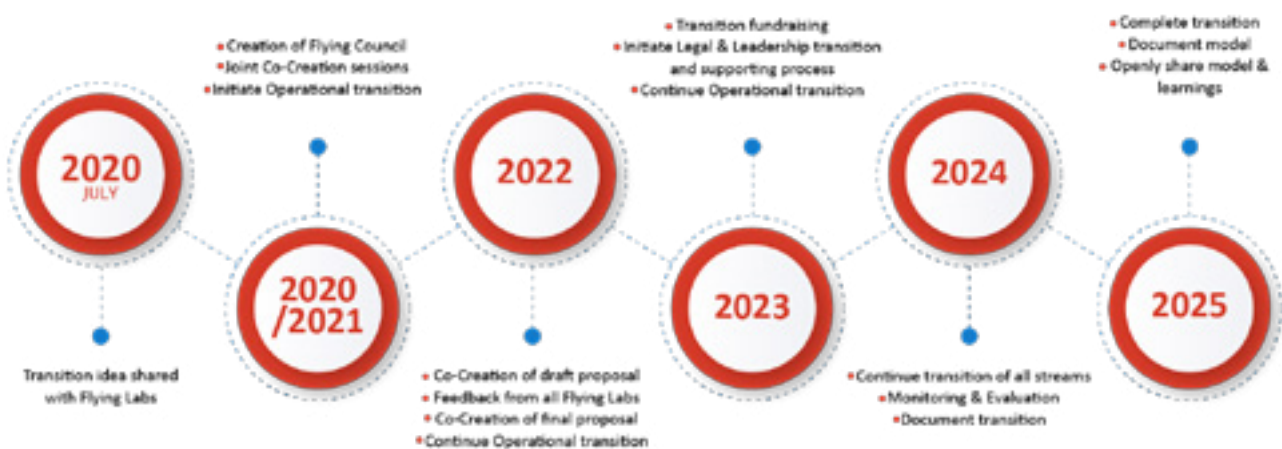 2020
JULY
Transition idea shared
with Flying Labs
• Creation of Flying Council
• Joint Co-Creation sessions
• Initiate Operational transition
2020
/2021
2022
• Co-Creation of draft proposal
• Feedback from all Flying Labs
• Co-Creation of final proposal
• Continue Operational transition
• Transition fundraising
• Initiate Legal & Leadership transition
and supporting process
• Continue Operational transition
2023
2024
• Continue transition of all streams
• Monitoring & Evaluation
• Document transition
• Complete transition
• Document model
• Openly share model &
learnings
2025